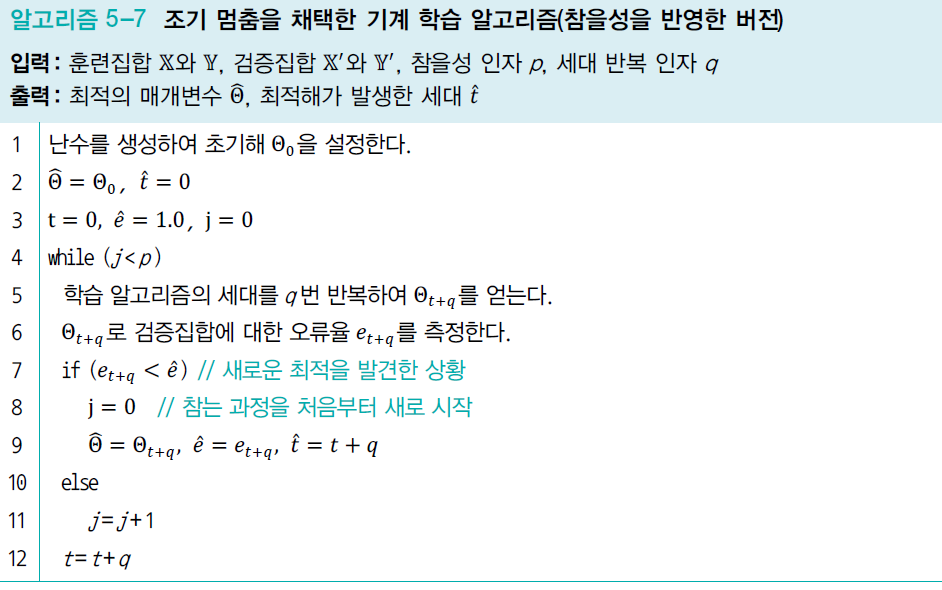 알고리즘 5-7 조기 멈춤을 채택한 기계 학습 알고리즘(참을성을 반영한 버전)
입력: 훈련집합 𝕏와 𝕐, 검증집합 𝕏′와 𝕐′, 참을성 인자 p, 세대 반복 인자 q
출력: 최적의 매개변수 Θ̂, 최적해가 발생한 세대 t̂
1 난수를 생성하여 초기해 Θ₀을 설정한다.
2 Θ̂ = Θ₀, t̂ = 0
3 t = 0, ê = 1.0, j = 0
4 while (j<p)
5 학습 알고리즘의 세대를 q번 반복하여 Θₜ₊q를 얻는다.
6 Θₜ₊q로 검증집합에 대한 오류율 eₜ₊q를 측정한다.
7 if (eₜ₊q < ê) // 새로운 최적을 발견한 상황
8 j = 0 // 참는 과정을 처음부터 새로 시작
9 Θ̂ = Θₜ₊q, ê = eₜ₊q, t̂ = t + q
10 else
11 j=j+1
12 t=t+q